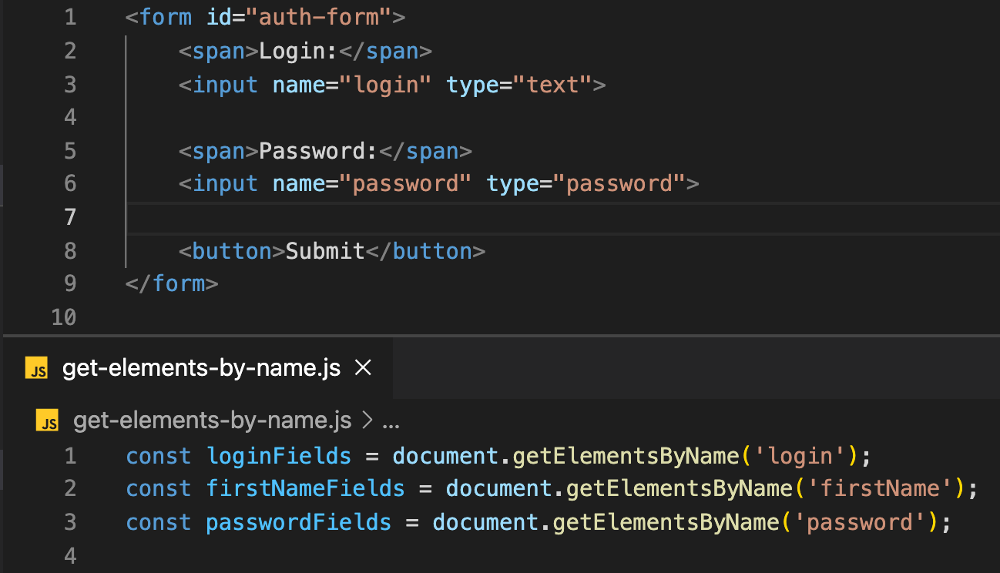 1 <form id="auth-form">
2 <span>Login:</span>
3 <input name="login" type="text">
4
5 <span>Password:</span>
6 <input name="password" type="password">
7
8 <button>Submit</button>
9 </form>
10
JS get-elements-by-name.js ×
JS get-elements-by-name.js > ...
1 const loginFields = document.getElementsByName('login');
2 const firstNameFields = document.getElementsByName('firstName');
3 const passwordFields = document.getElementsByName('password');
4